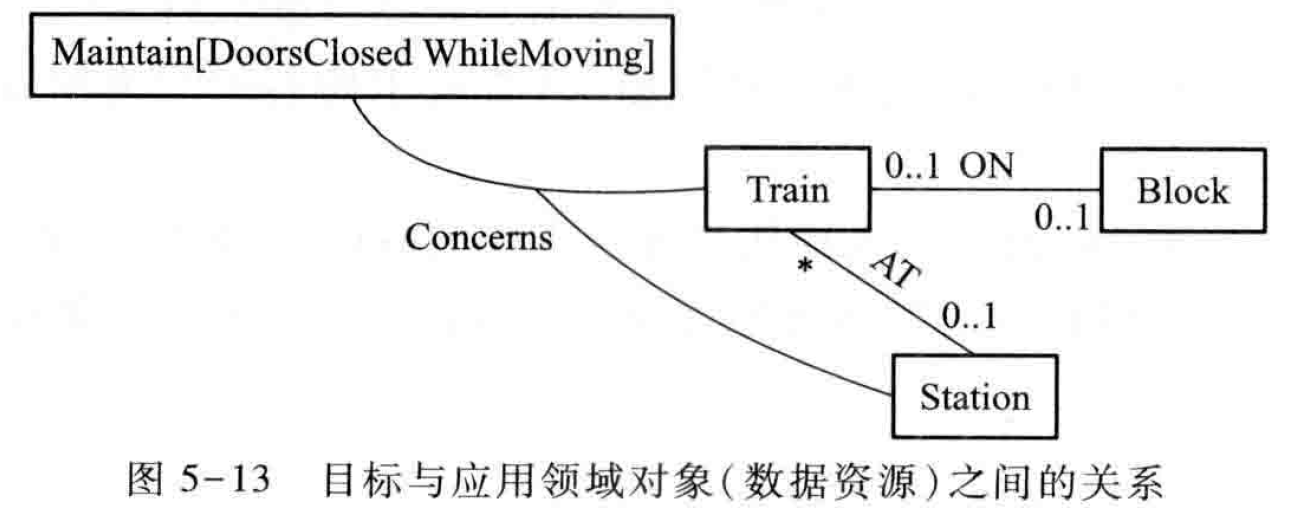 Maintain[DoorsClosed WhileMoving]
Train
0..1 ON
0..1
Block
Concerns
*
AT
0..1
Station
图 5-13 目标与应用领域对象(数据资源)之间的关系